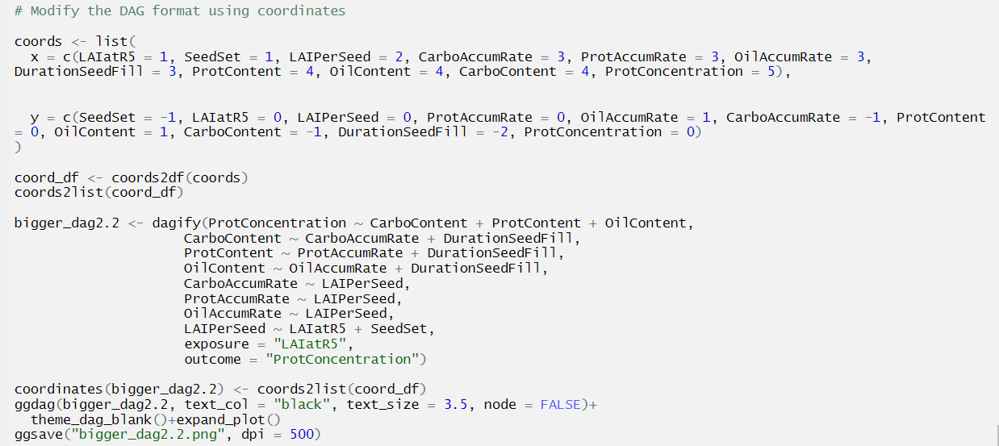 # Modify the DAG format using coordinates
coords <- list(
  x = c(LAIatR5 = 1, SeedSet = 1, LAIPerSeed = 2, CarboAccumRate = 3, ProtAccumRate = 3, OilAccumRate = 3,
DurationSeedFill = 3, ProtContent = 4, OilContent = 4, CarboContent = 4, ProtConcentration = 5),
  y = c(SeedSet = -1, LAIatR5 = 0, LAIPerSeed = 0, ProtAccumRate = 0, OilAccumRate = 1, CarboAccumRate = -1, ProtContent
= 0, OilContent = 1, CarboContent = -1, DurationSeedFill = -2, ProtConcentration = 0)
)
coord_df <- coords2df(coords)
coords2list(coord_df)
bigger_dag2.2 <- dagify(ProtConcentration ~ CarboContent + ProtContent + OilContent,
                     CarboContent ~ CarboAccumRate + DurationSeedFill,
                     ProtContent ~ ProtAccumRate + DurationSeedFill,
                     OilContent ~ OilAccumRate + DurationSeedFill,
                     CarboAccumRate ~ LAIPerSeed,
                     ProtAccumRate ~ LAIPerSeed,
                     OilAccumRate ~ LAIPerSeed,
                     LAIPerSeed ~ LAIatR5 + SeedSet,
                     exposure = "LAIatR5",
                     outcome = "ProtConcentration")
coordinates(bigger_dag2.2) <- coords2list(coord_df)
ggdag(bigger_dag2.2, text_col = "black", text_size = 3.5, node = FALSE)+
  theme_dag_blank()+expand_plot()
ggsave("bigger_dag2.2.png", dpi = 500)